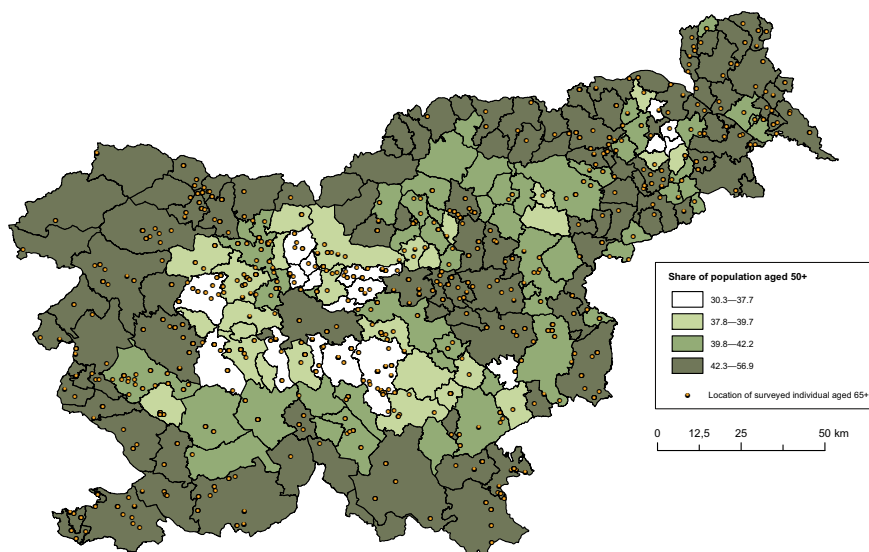 Share of population aged 50+
30.3—37.7
37.8—39.7
39.8—42.2
42.3—56.9
Location of surveyed individual aged 65+
0 12,5 25 50 km